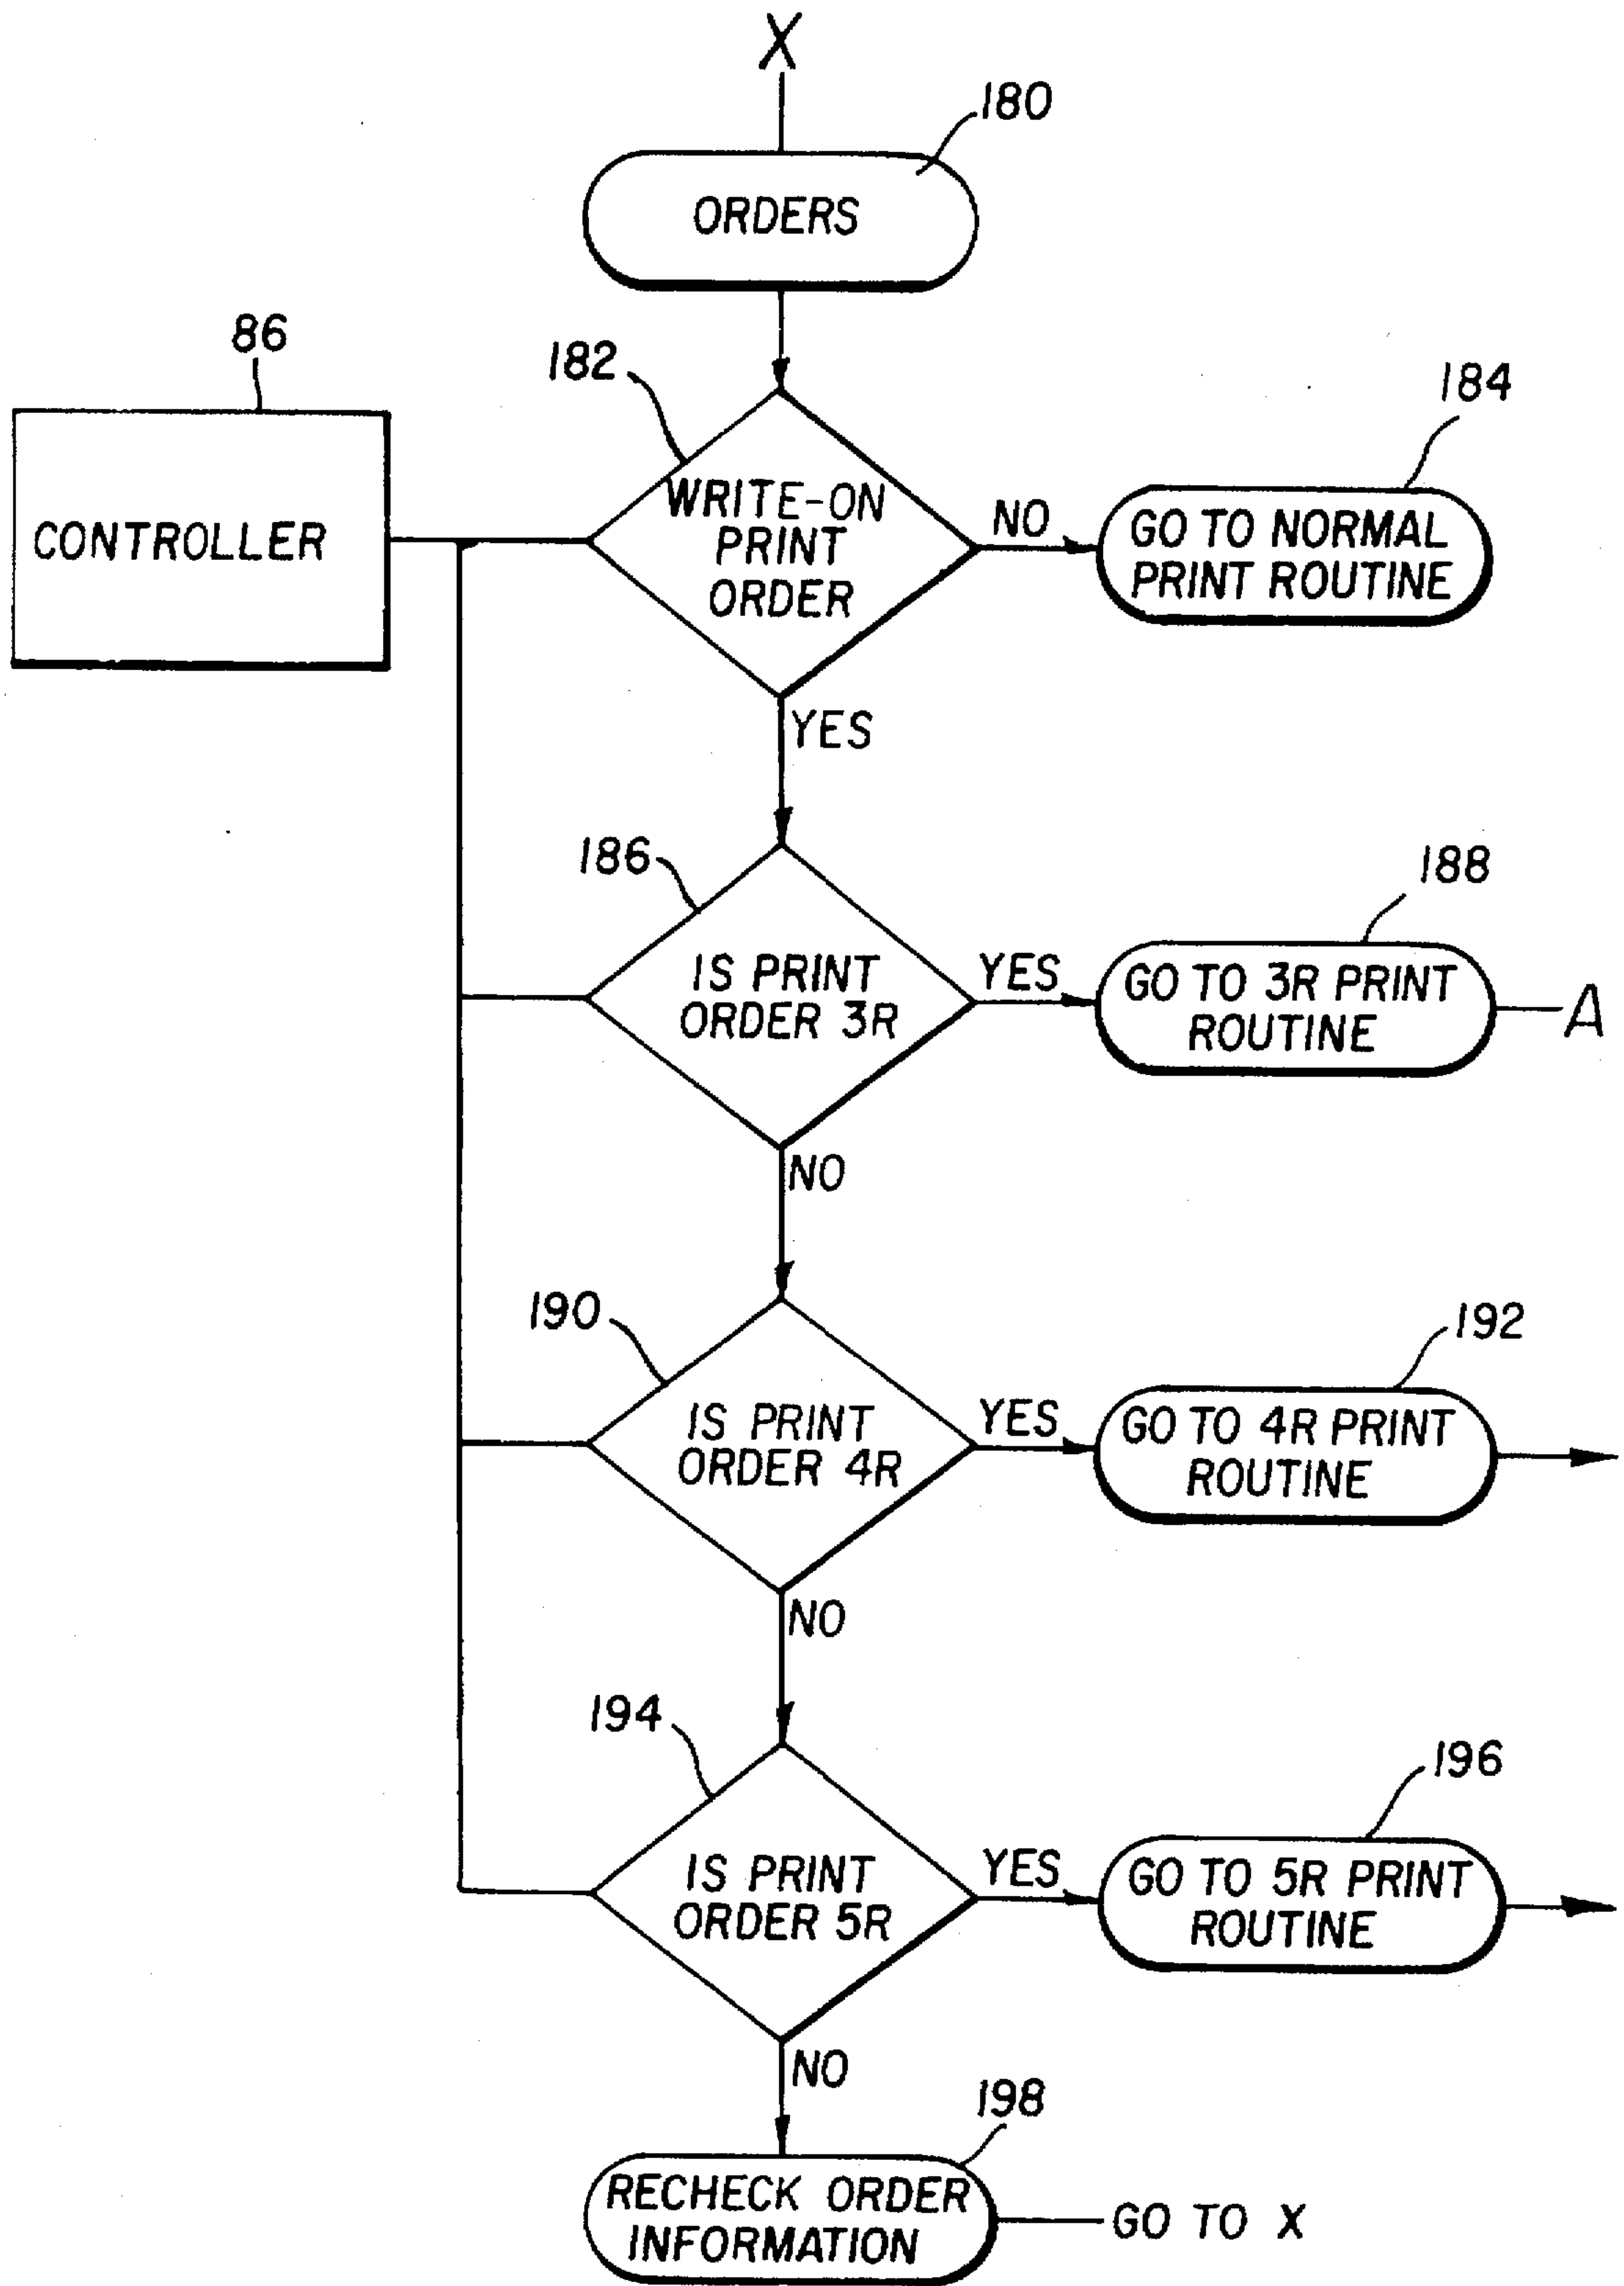 X
180
ORDERS
86
182
184
CONTROLLER
WRITE-ON
PRINT
ORDER
NO
GO TO NORMAL
PRINT ROUTINE
YES
186
188
IS PRINT
ORDER 3R
YES
GO TO 3R PRINT
ROUTINE
A
NO
190
192
IS PRINT
ORDER 4R
YES
GO TO 4R PRINT
ROUTINE
NO
194
196
IS PRINT
ORDER 5R
YES
GO TO 5R PRINT
ROUTINE
NO
198
RECHECK ORDER
INFORMATION
GO TO X